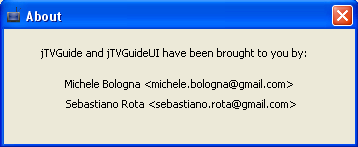 About
jTVGuide and jTVGuideUI have been brought to you by:
Michele Bologna <michele.bologna@gmail.com>
Sebastiano Rota <sebastiano.rota@gmail.com>